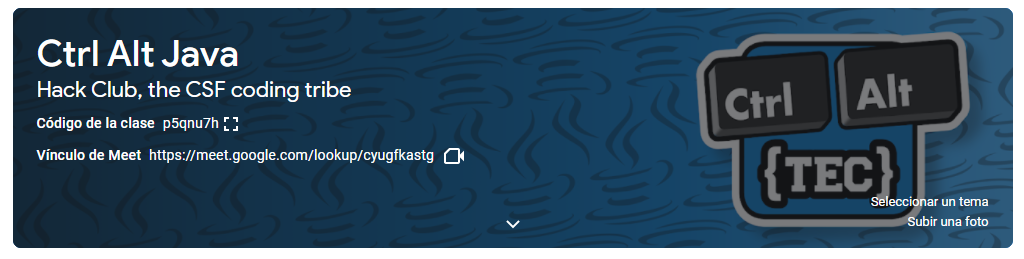 Ctrl Alt Java
Hack Club, the CSF coding tribe
Código de la clase p5qnu7h
Vínculo de Meet https://meet.google.com/lookup/cyugfkastg
Ctrl Alt
{TEC}
Seleccionar un tema
Subir una foto